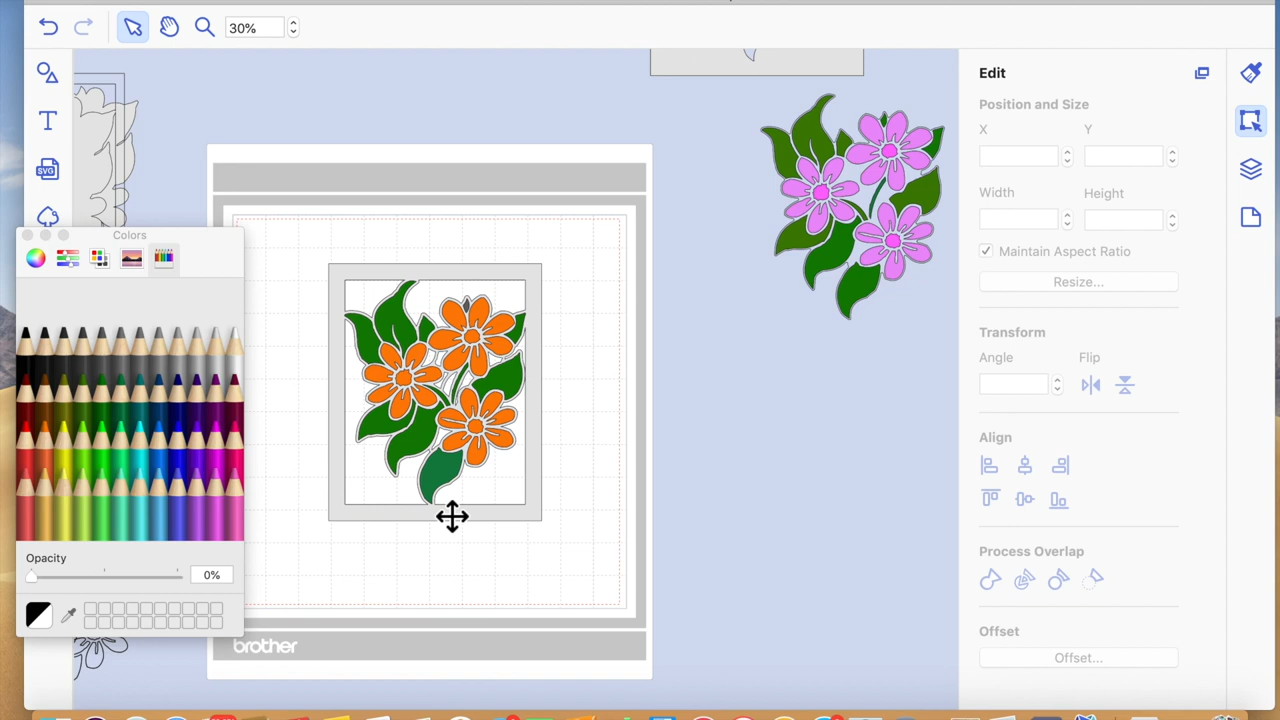 30%
Edit
Position and Size
X Y
Width Height
Maintain Aspect Ratio
Resize...
Transform
Angle Flip
Align
Process Overlap
Offset
Offset...
T
SVG
Colors
Opacity
0%
brother